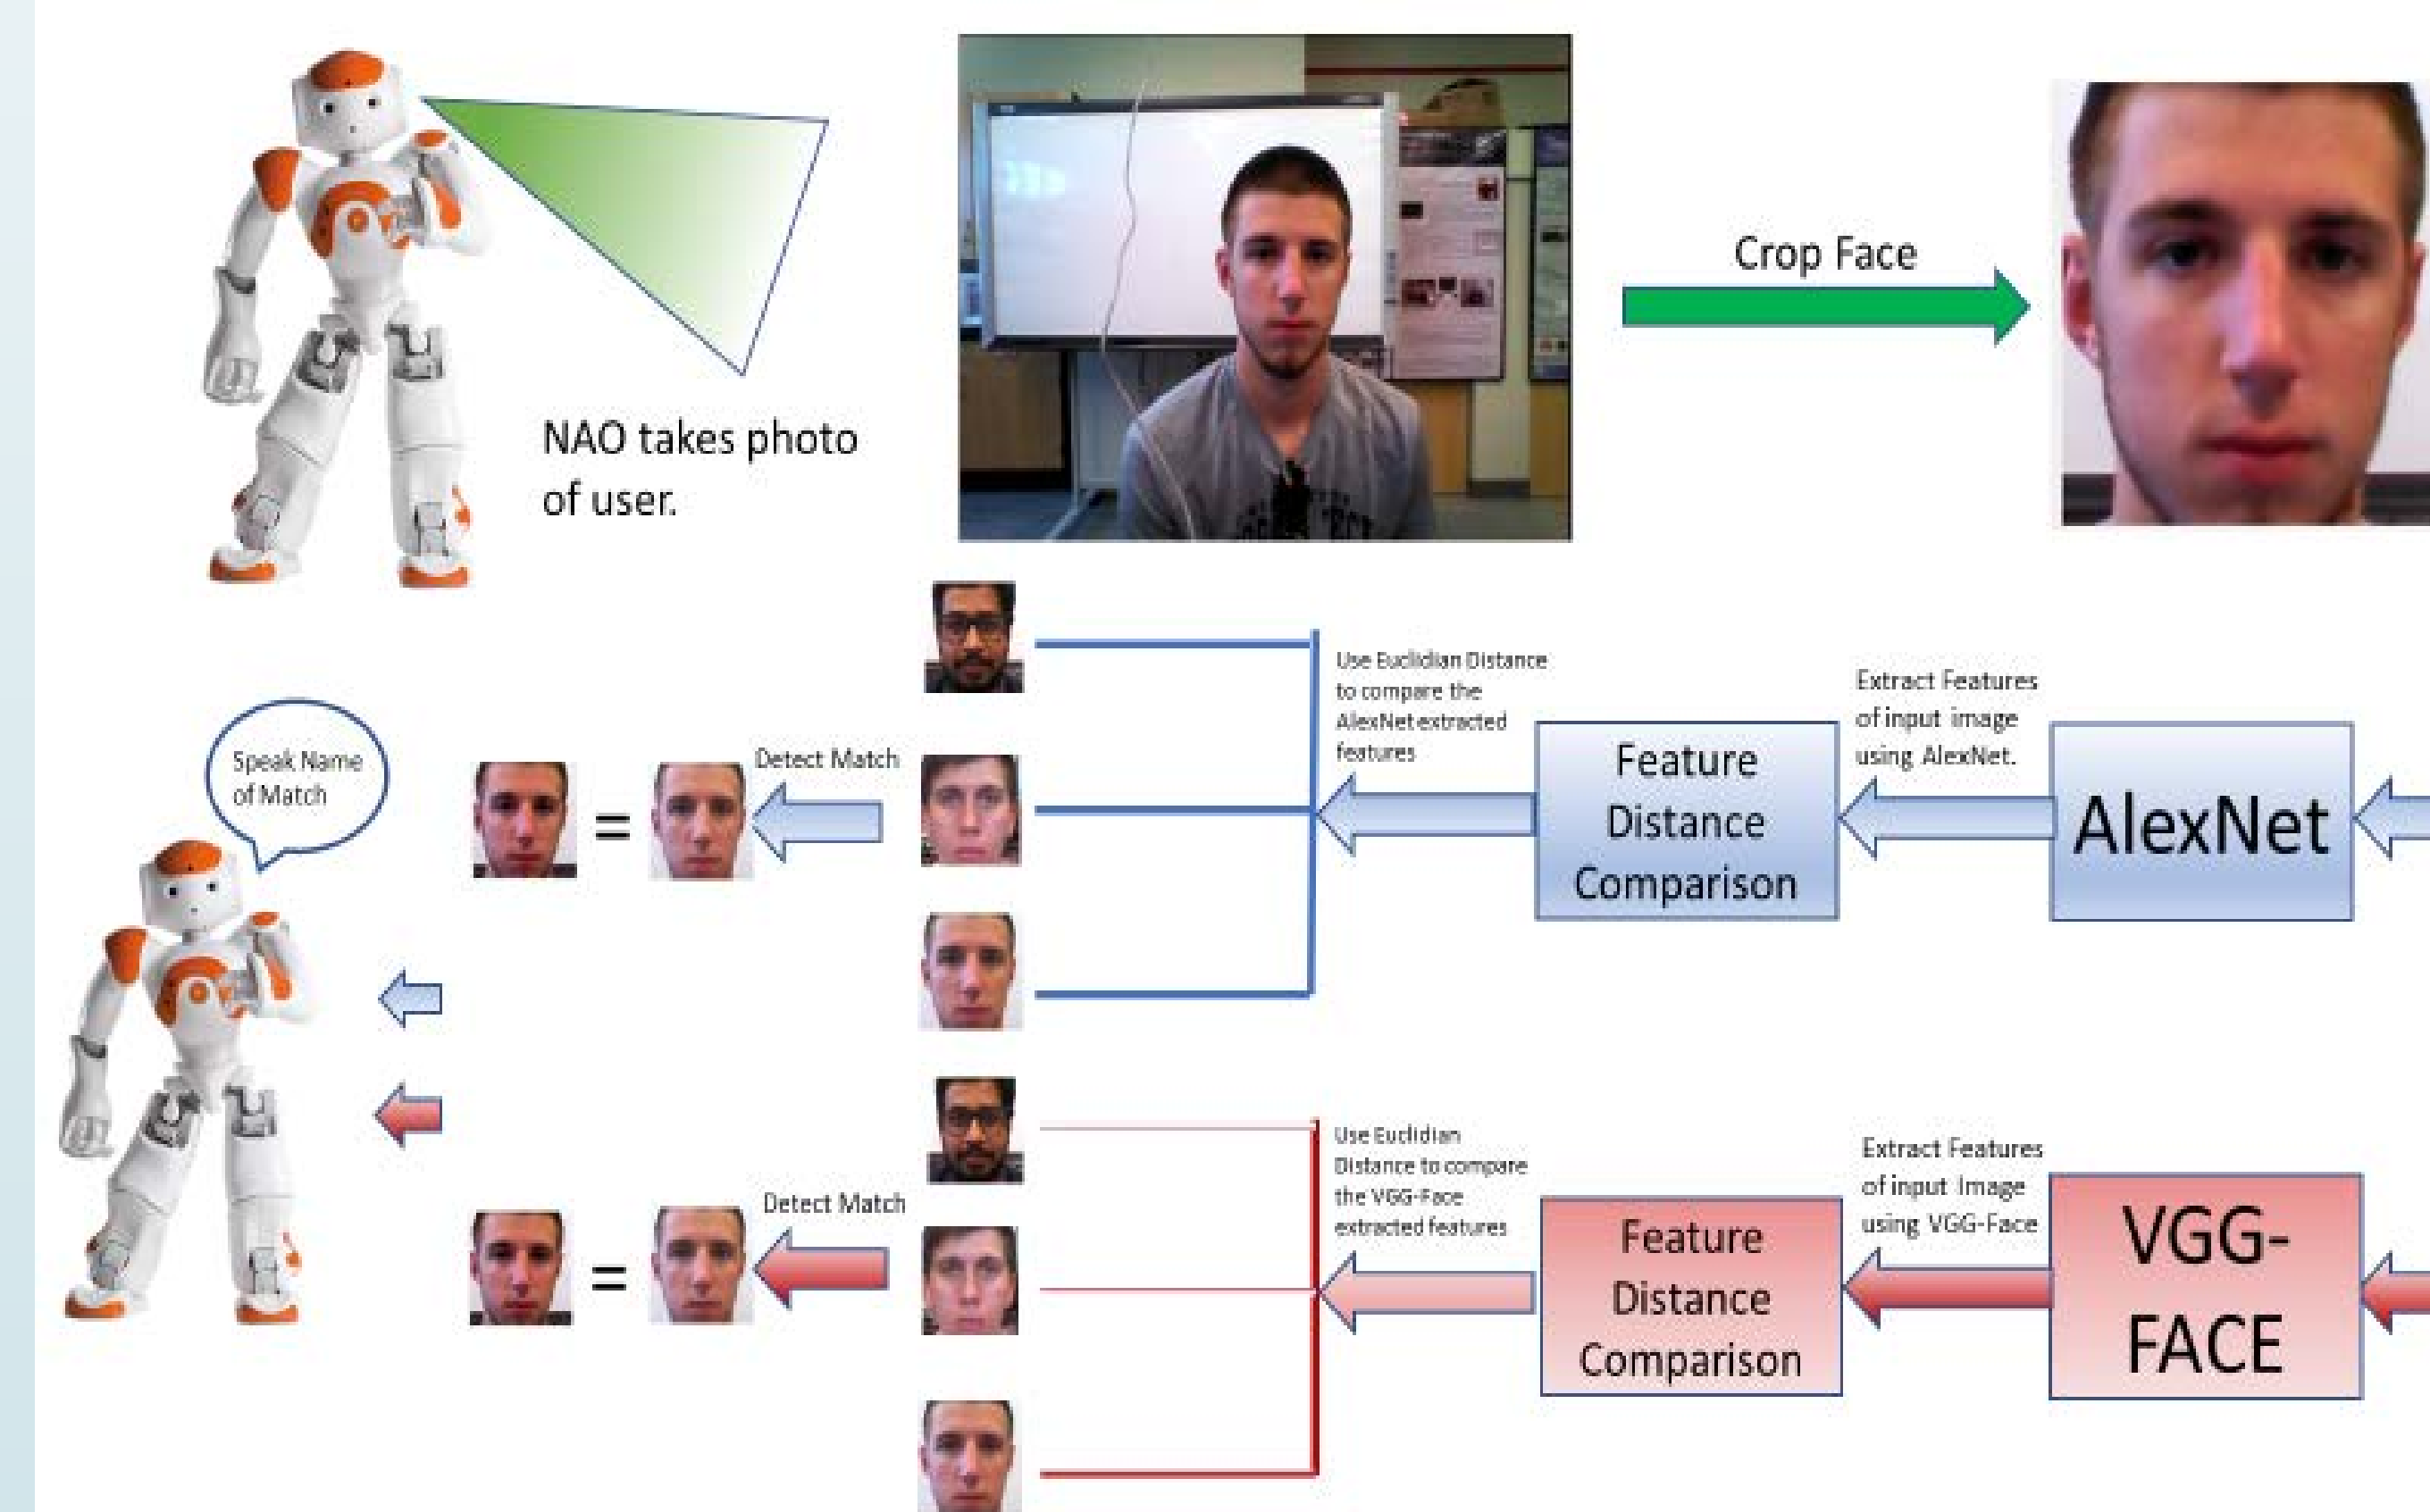 NAO takes photo
of user.
Crop Face
Speak Name
of Match
Detect Match
Use Euclidian Distance
to compare the
AlexNet extracted
features
Feature
Distance
Comparison
Extract Features
of input image
using AlexNet.
AlexNet
Detect Match
Use Euclidian
Distance to compare
the VGG-Face
extracted features
Feature
Distance
Comparison
Extract Features
of input Image
using VGG-Face
VGG-
FACE